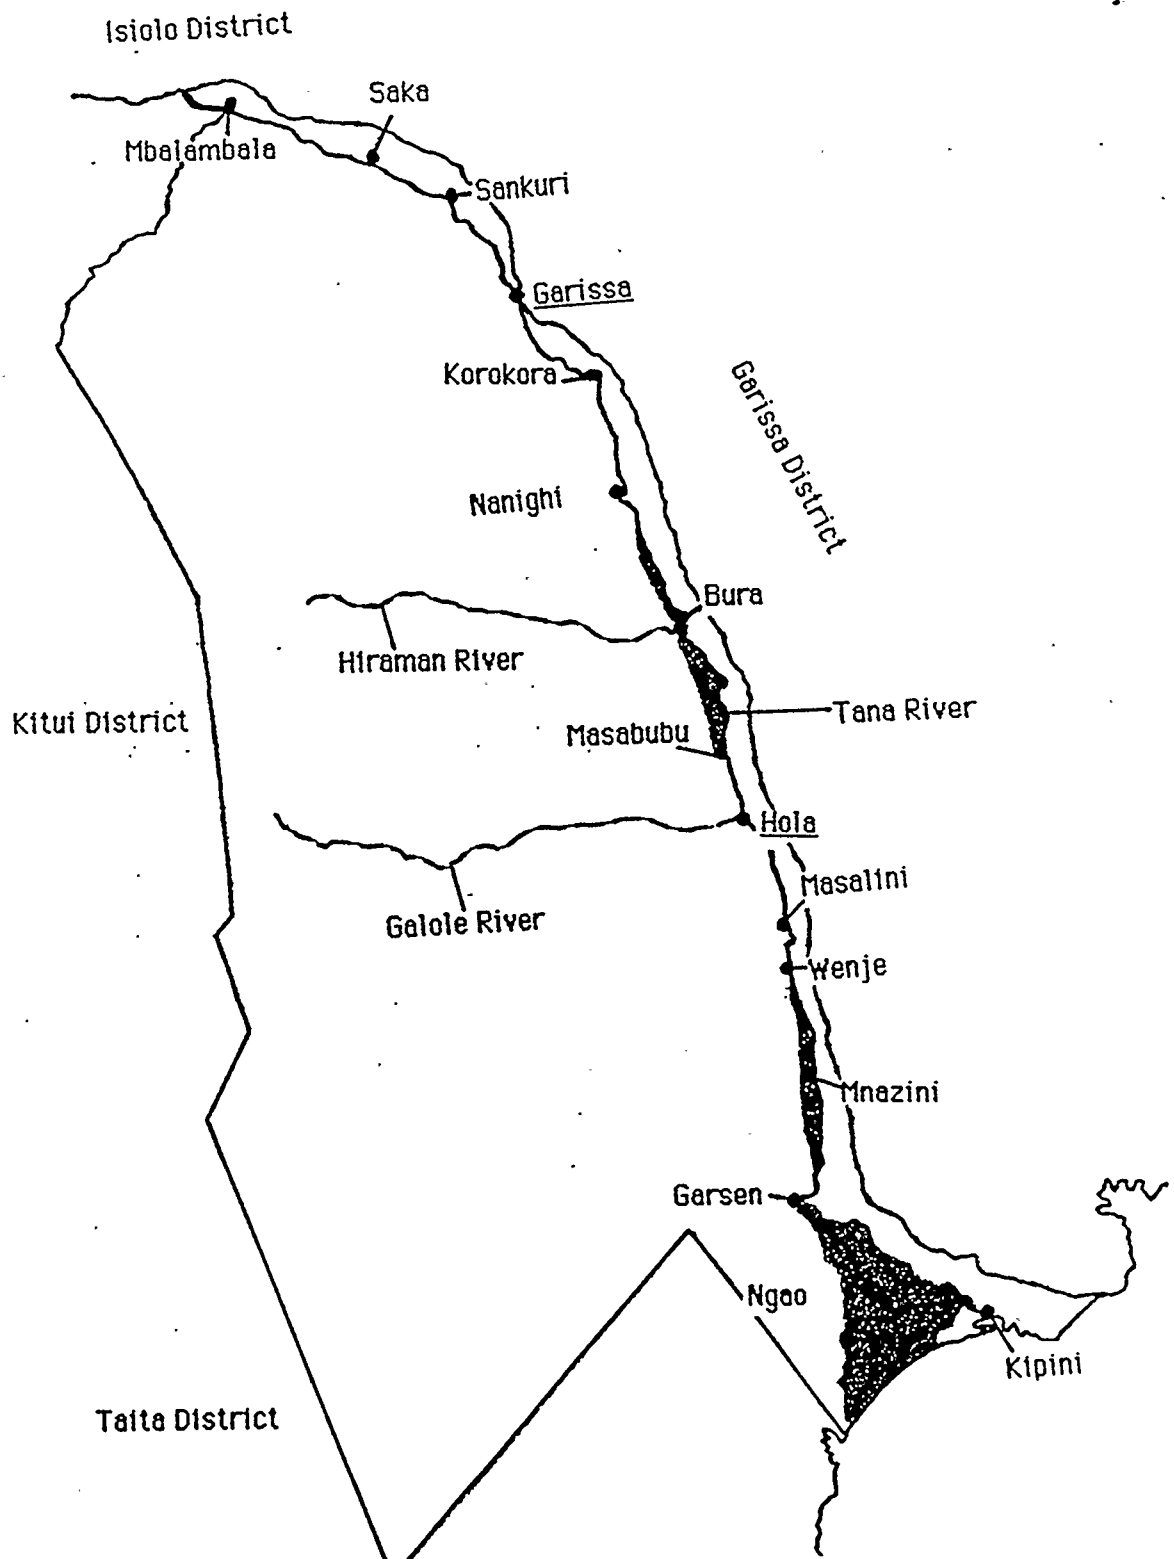 Isiolo District
Saka
Mbalambala
Sankuri
Garissa
Korokora
Garissa District
Nanighi
Bura
Hiraman River
Kitui District
Tana River
Masabubu
Hola
Masalini
Galole River
Wenje
Mnazini
Garsen
Ngao
Kipini
Taita District